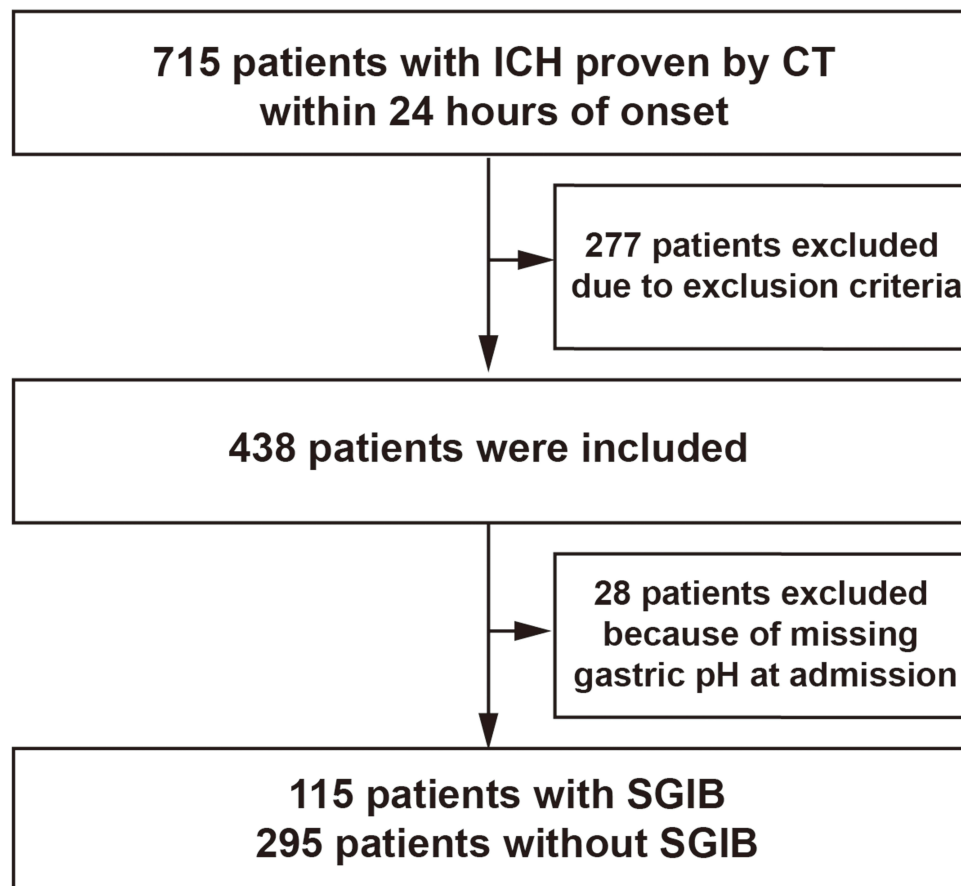 715 patients with ICH proven by CT
within 24 hours of onset
277 patients excluded
due to exclusion criteria
438 patients were included
28 patients excluded
because of missing
gastric pH at admission
115 patients with SGIB
295 patients without SGIB